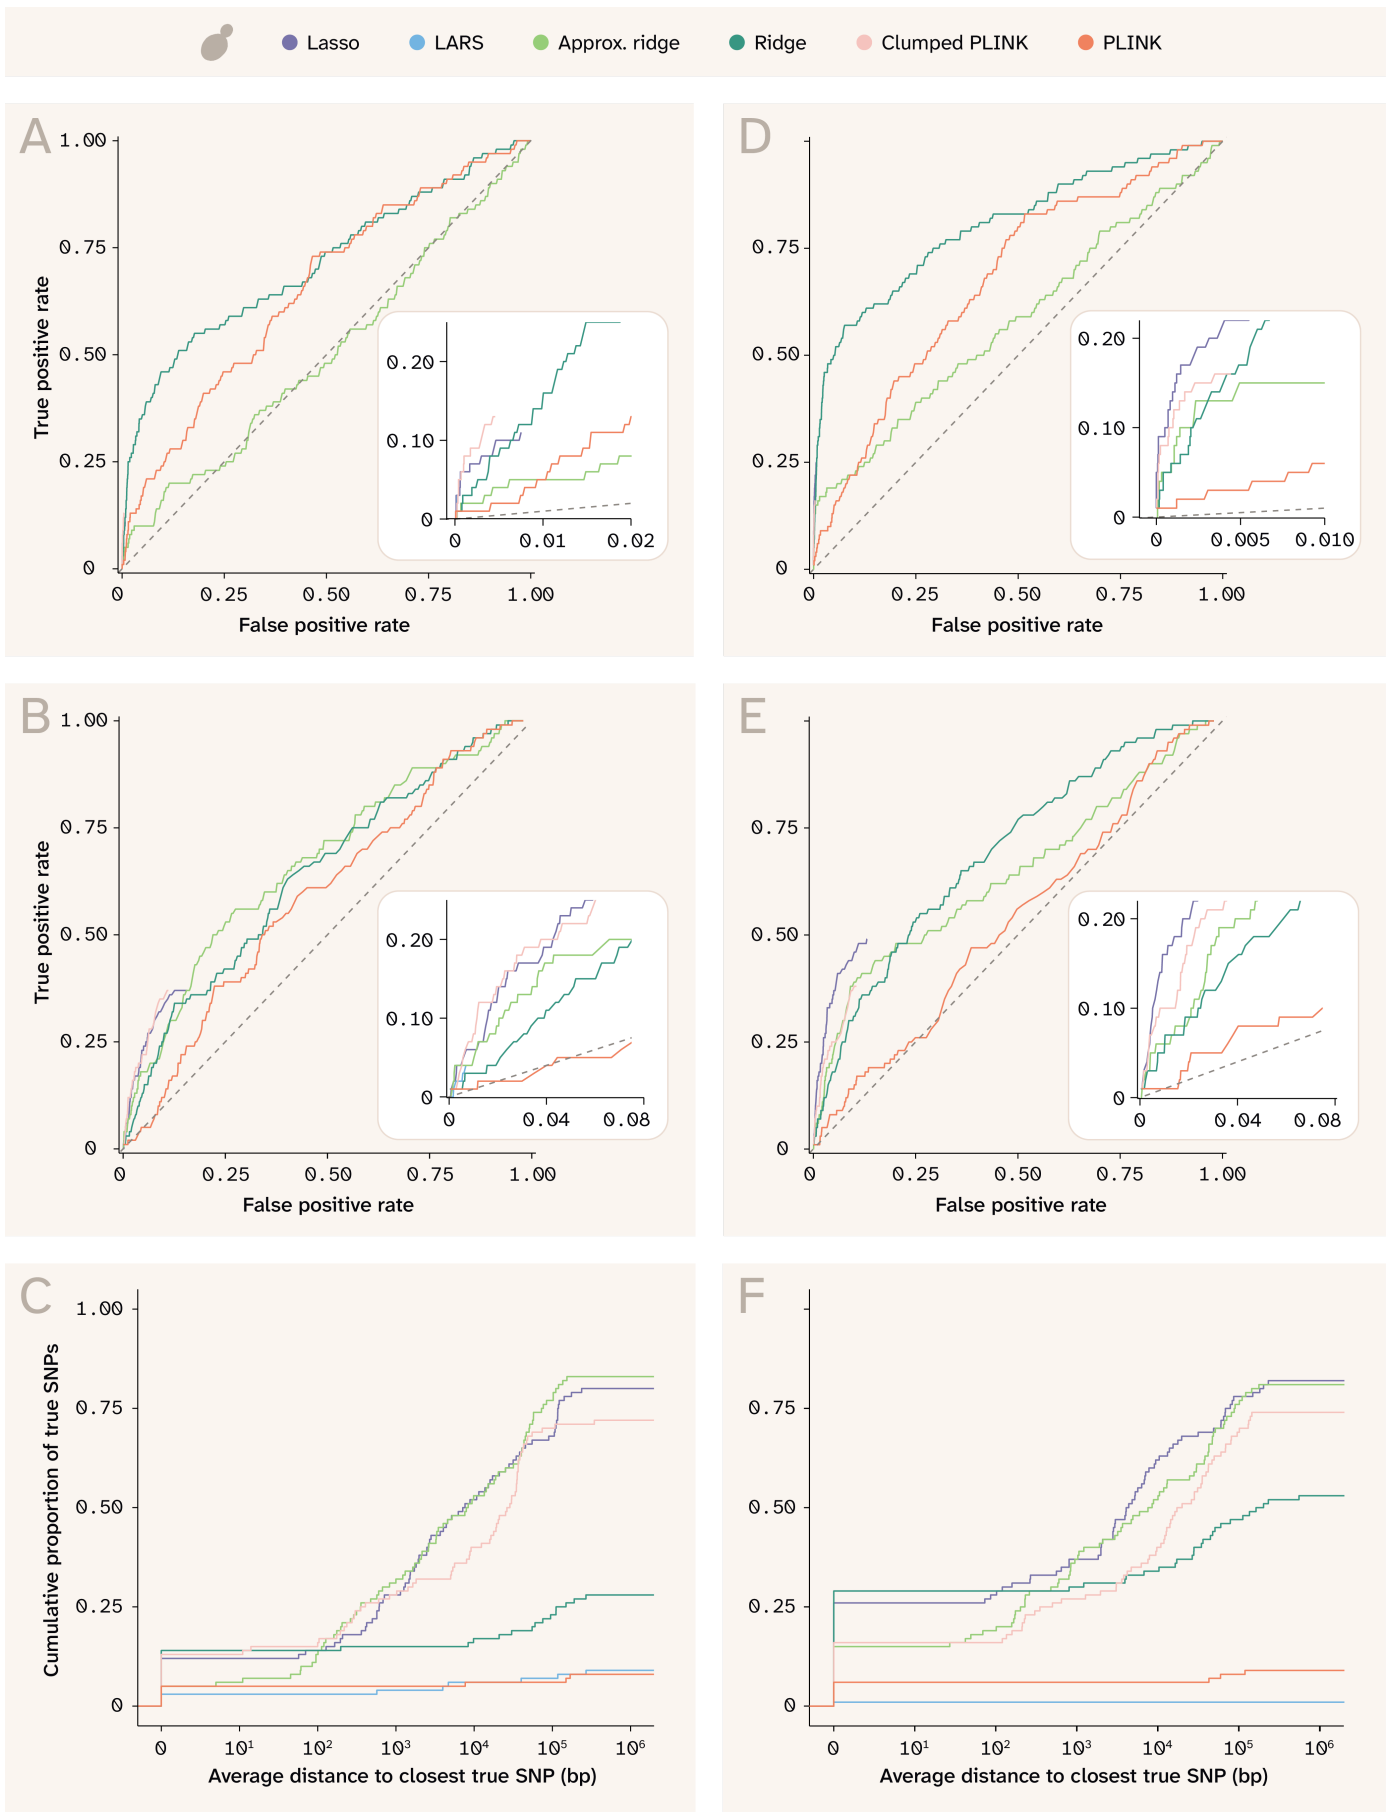 Lasso LARS Approx. ridge Ridge Clumped PLINK PLINK
A
1.00
0.75
0.50
0.25
0
True positive rate
0.20
0.10
0
0 0.01 0.02
0 0.25 0.50 0.75 1.00
False positive rate
D
0.75
0.50
0.25
0
0.20
0.10
0
0 0.005 0.010
0 0.25 0.50 0.75 1.00
False positive rate
B
1.00
0.75
0.50
0.25
0
True positive rate
0.20
0.10
0
0 0.04 0.08
0 0.25 0.50 0.75 1.00
False positive rate
E
0.75
0.50
0.25
0
0.20
0.10
0
0 0.04 0.08
0 0.25 0.50 0.75 1.00
False positive rate
C
1.00
0.75
0.50
0.25
0
Cumulative proportion of true SNPs
0 10¹ 10² 10³ 10⁴ 10⁵ 10⁶
Average distance to closest true SNP (bp)
F
0.75
0.50
0.25
0
0 10¹ 10² 10³ 10⁴ 10⁵ 10⁶
Average distance to closest true SNP (bp)